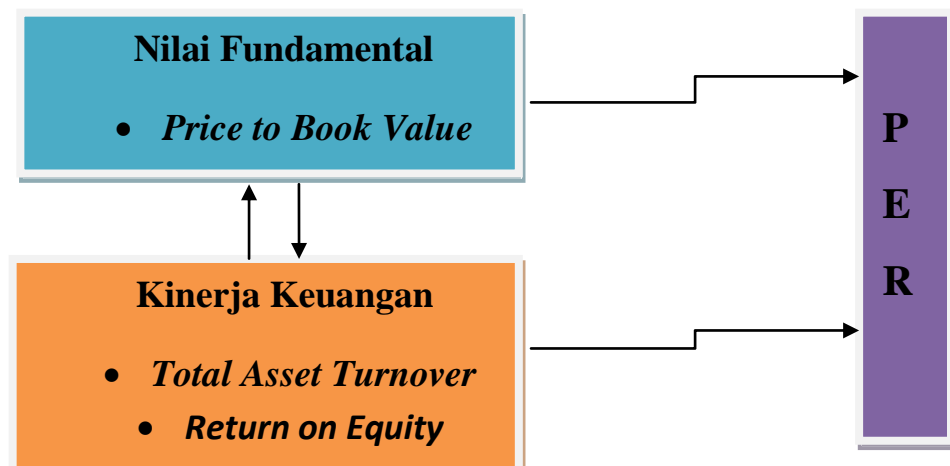 Nilai Fundamental
• Price to Book Value
Kinerja Keuangan
• Total Asset Turnover
• Return on Equity
P
E
R